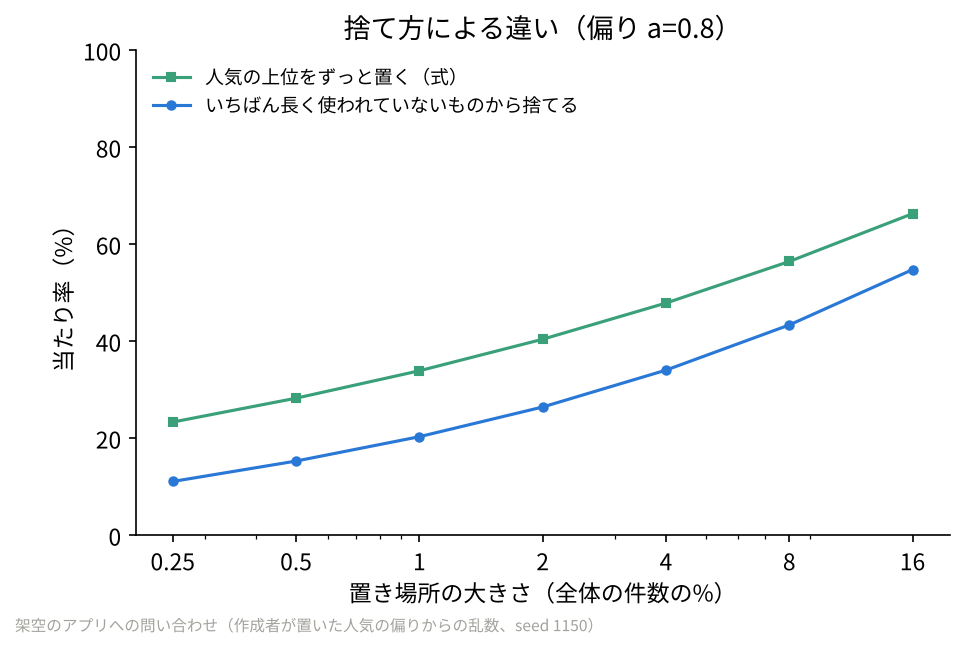 捨て方による違い（偏り a=0.8）
人気の上位をずっと置く（式）
いちばん長く使われていないものから捨てる
当たり率（%）
100
80
60
40
20
0
0.25 0.5 1 2 4 8 16
置き場所の大きさ（全体の件数の%）
架空のアプリへの問い合わせ（作成者が置いた人気の偏りからの乱数、seed 1150）